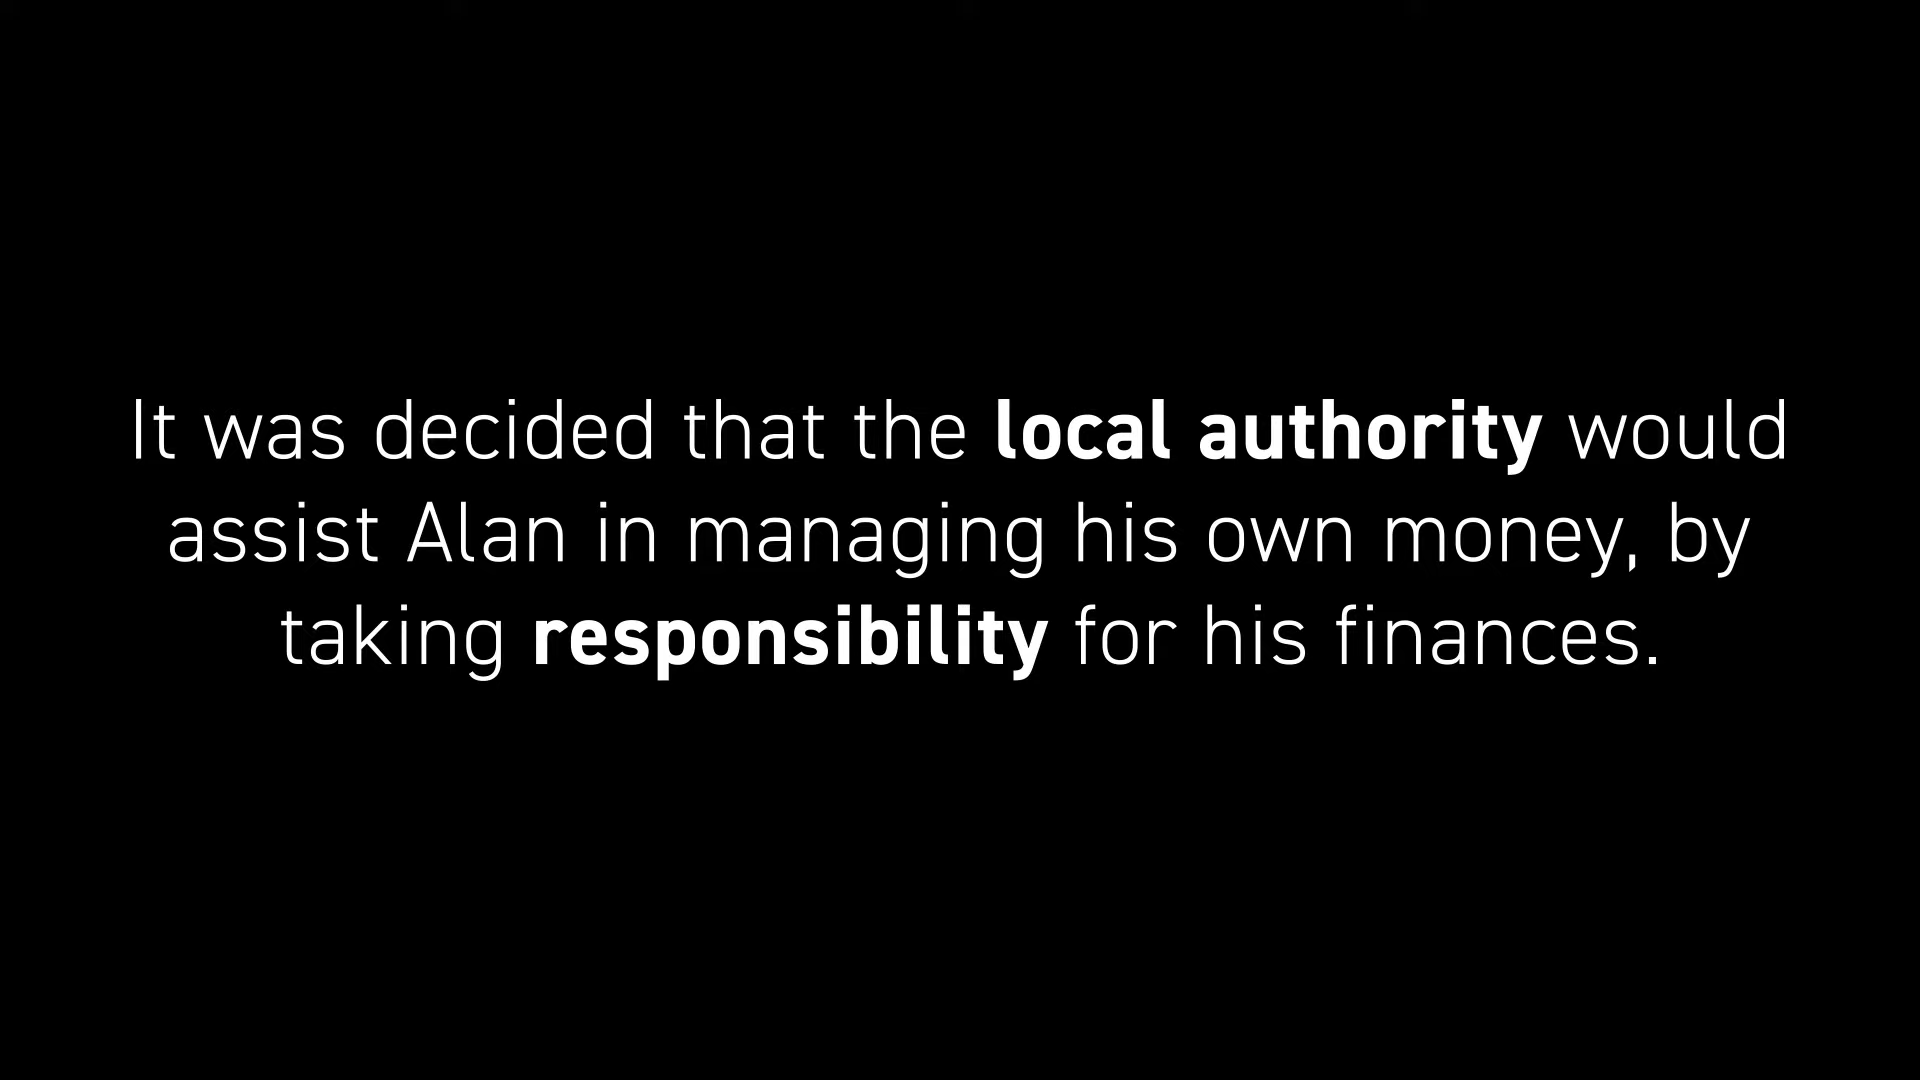 It was decided that the local authority would
assist Alan in managing his own money, by
taking responsibility for his finances.